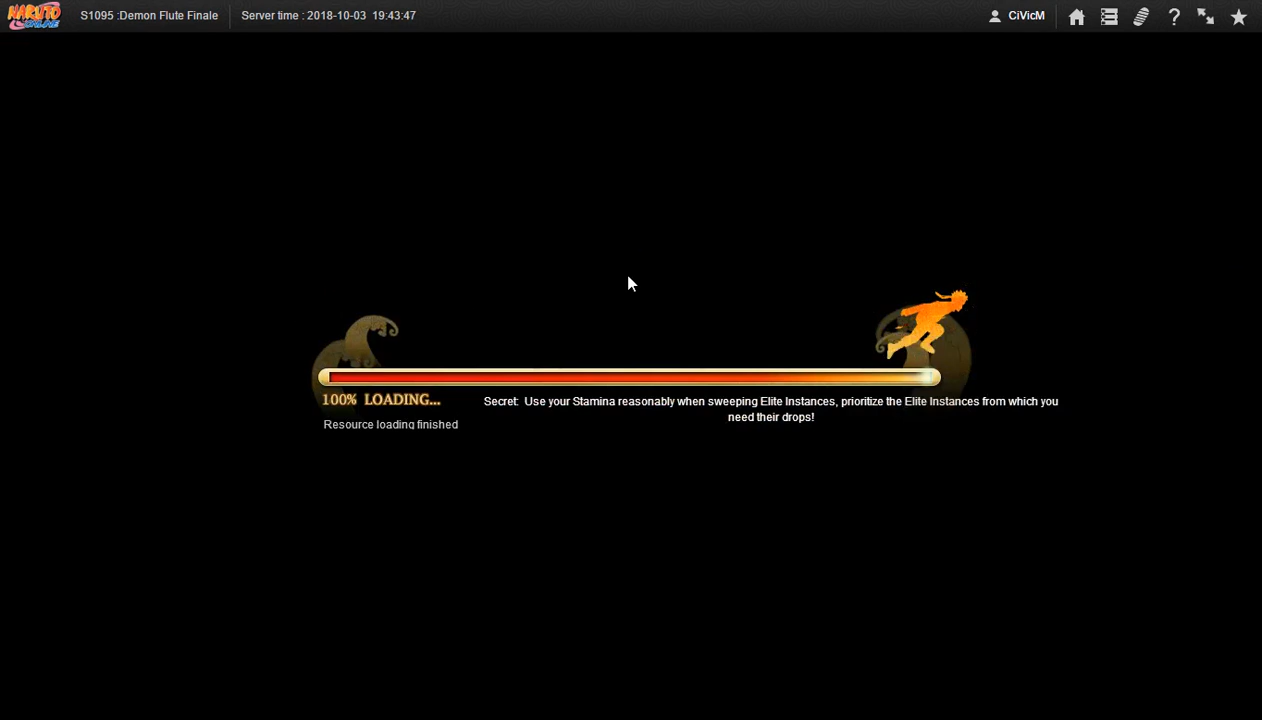 NARUTO
ONLINE
S1095 :Demon Flute Finale
Server time : 2018-10-03 19:43:47
CiVicM
?
100% LOADING...
Secret: Use your Stamina reasonably when sweeping Elite Instances, prioritize the Elite Instances from which you
need their drops!
Resource loading finished